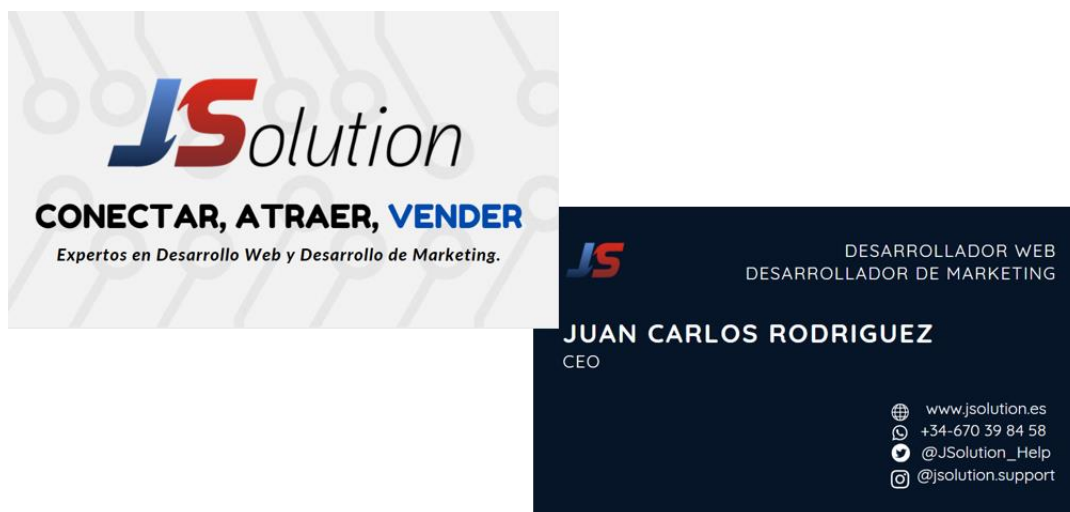 JSolution
CONECTAR, ATRAER, VENDER
Expertos en Desarrollo Web y Desarrollo de Marketing.
JS
DESARROLLADOR WEB
DESARROLLADOR DE MARKETING
JUAN CARLOS RODRIGUEZ
CEO
www.jsolution.es
+34-670 39 84 58
@JSolution_Help
@jsolution.support